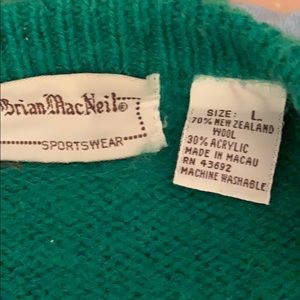 Brian MacNeil®
SPORTSWEAR
SIZE: L
70% NEW ZEALAND
WOOL
30% ACRYLIC
MADE IN MACAU
RN 43692
MACHINE WASHABLE